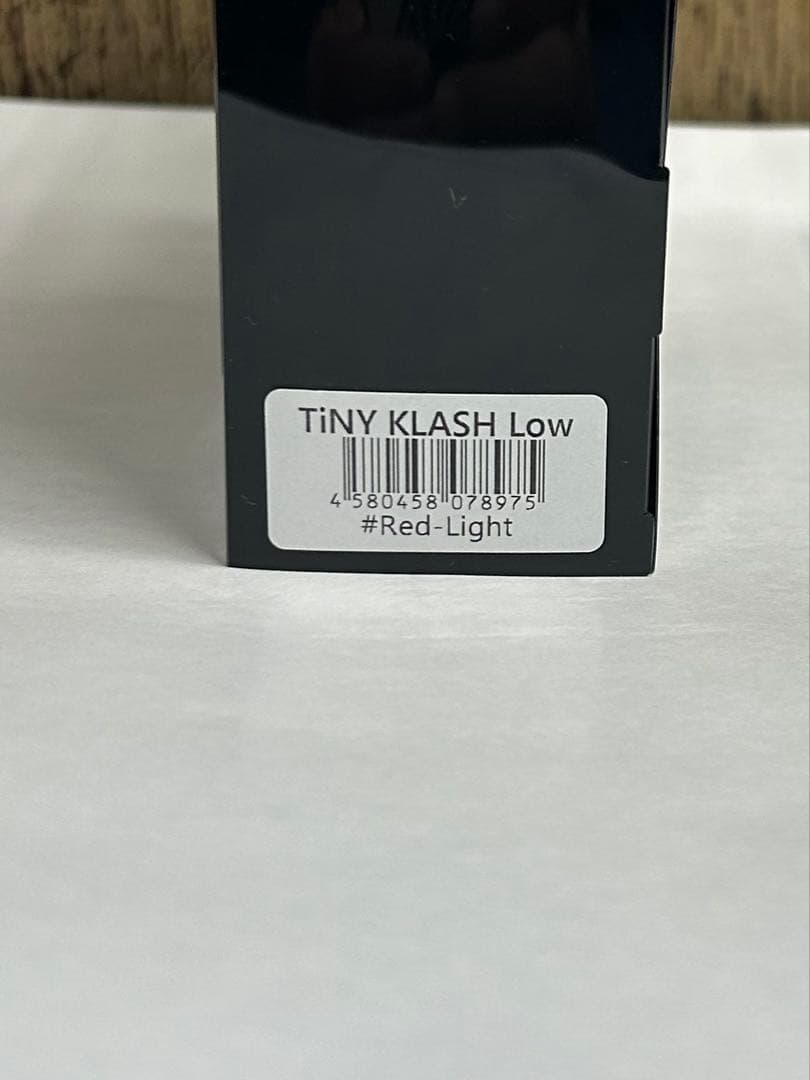 TiNY KLASH Low
4 580458 078975
#Red-Light